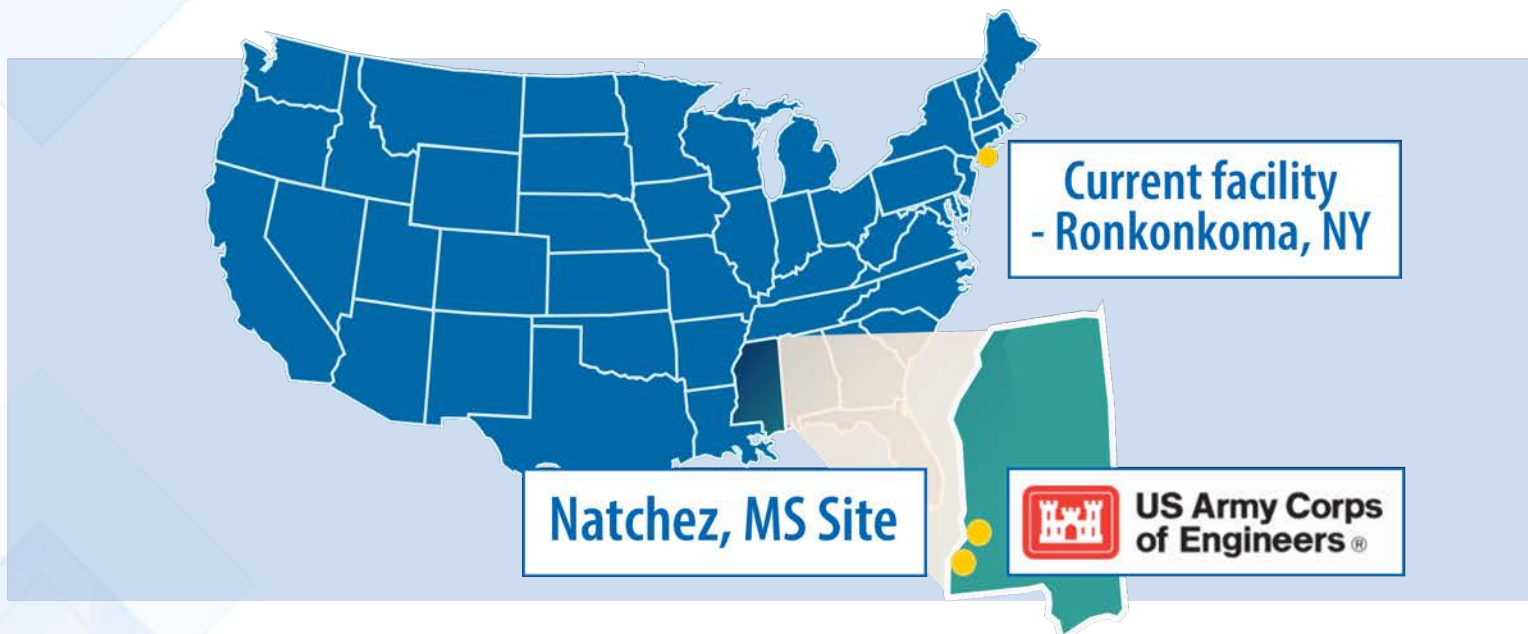 Current facility
- Ronkonkoma, NY
Natchez, MS Site
US Army Corps
of Engineers ®